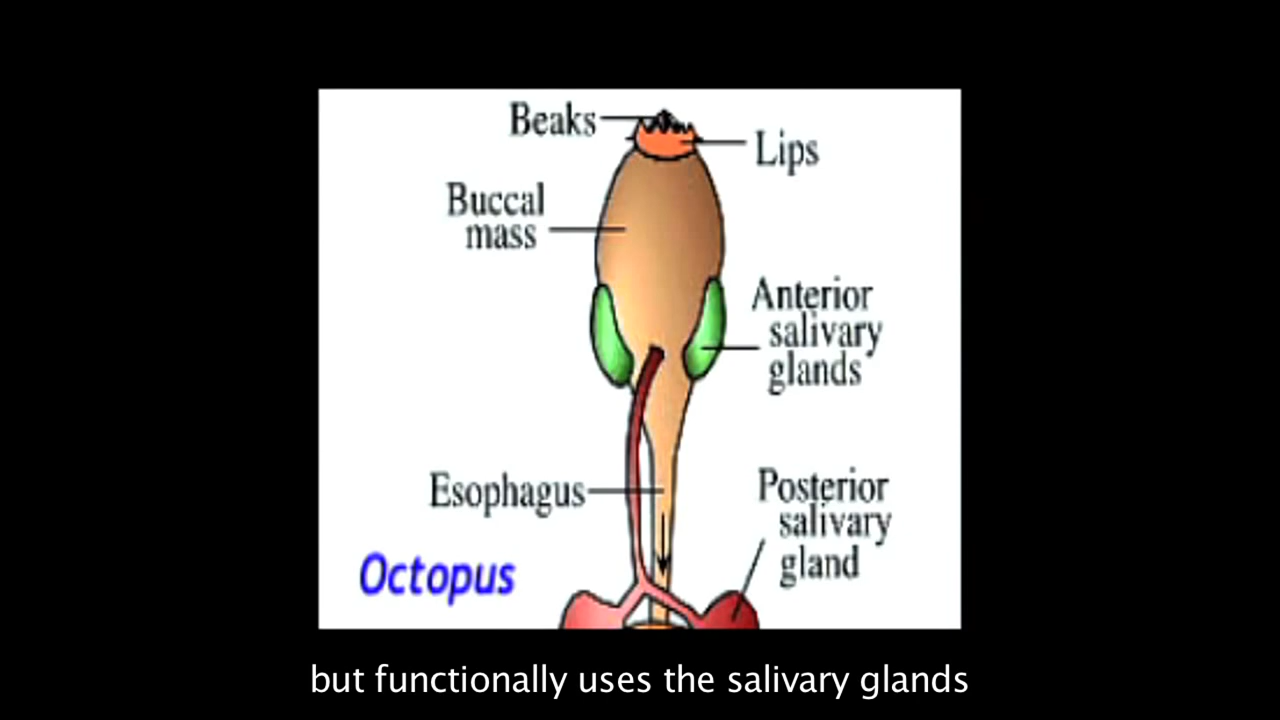 Beaks
Lips
Buccal
mass
Anterior
salivary
glands
Esophagus
Posterior
salivary
gland
Octopus
but functionally uses the salivary glands